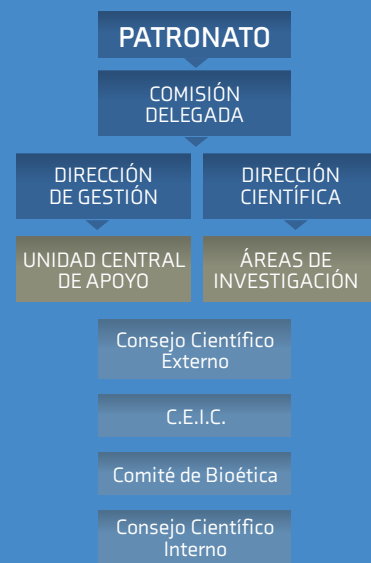 PATRONATO
COMISIÓN
DELEGADA
DIRECCIÓN
DE GESTIÓN
DIRECCIÓN
CIENTÍFICA
UNIDAD CENTRAL
DE APOYO
ÁREAS DE
INVESTIGACIÓN
Consejo Científico
Externo
C.E.I.C.
Comité de Bioética
Consejo Científico
Interno